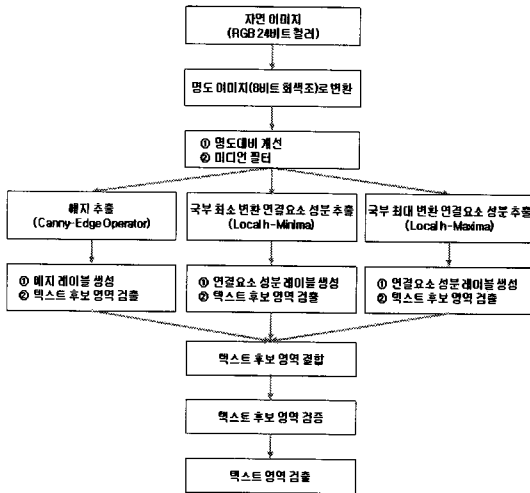 자연 이미지
(RGB 24비트 컬러)
명도 이미지(8비트 회색조)로 변환
① 명도대비 개선
② 미디언 필터
에지 추출
(Canny-Edge Operator)
국부 최소 변환 연결요소 성분 추출
(Local h-Minima)
국부 최대 변환 연결요소 성분 추출
(Local h-Maxima)
① 에지 레이블 생성
② 텍스트 후보 영역 검출
① 연결요소 성분 레이블 생성
② 텍스트 후보 영역 검출
① 연결요소 성분 레이블 생성
② 텍스트 후보 영역 검출
텍스트 후보 영역 결합
텍스트 후보 영역 검증
텍스트 영역 검출